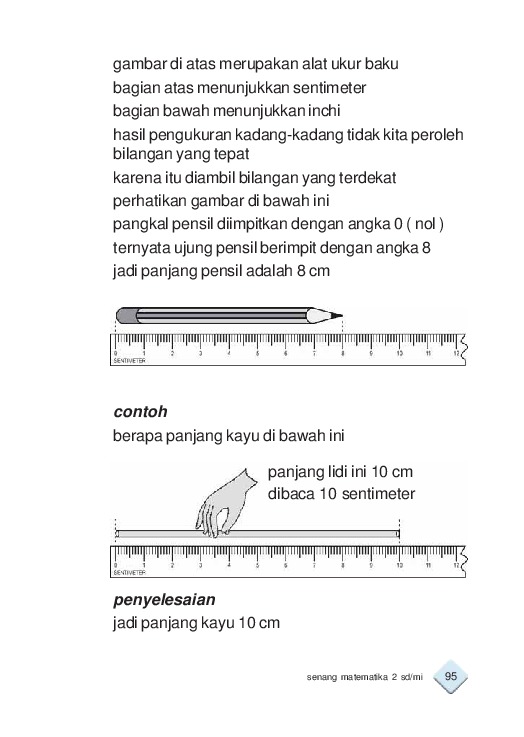 gambar di atas merupakan alat ukur baku
bagian atas menunjukkan sentimeter
bagian bawah menunjukkan inchi
hasil pengukuran kadang-kadang tidak kita peroleh
bilangan yang tepat
karena itu diambil bilangan yang terdekat
perhatikan gambar di bawah ini
pangkal pensil diimpitkan dengan angka 0 ( nol )
ternyata ujung pensil berimpit dengan angka 8
jadi panjang pensil adalah 8 cm
0 1 2 3 4 5 6 7 8 9 10 11 12
SENTIMETER
contoh
berapa panjang kayu di bawah ini
panjang lidi ini 10 cm
dibaca 10 sentimeter
0 1 2 3 4 5 6 7 8 9 10 11 12
SENTIMETER
penyelesaian
jadi panjang kayu 10 cm
senang matematika 2 sd/mi 95